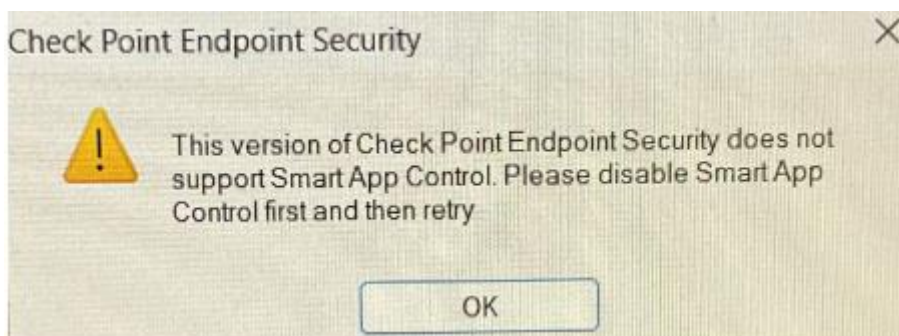 Check Point Endpoint Security
This version of Check Point Endpoint Security does not
support Smart App Control. Please disable Smart App
Control first and then retry
OK